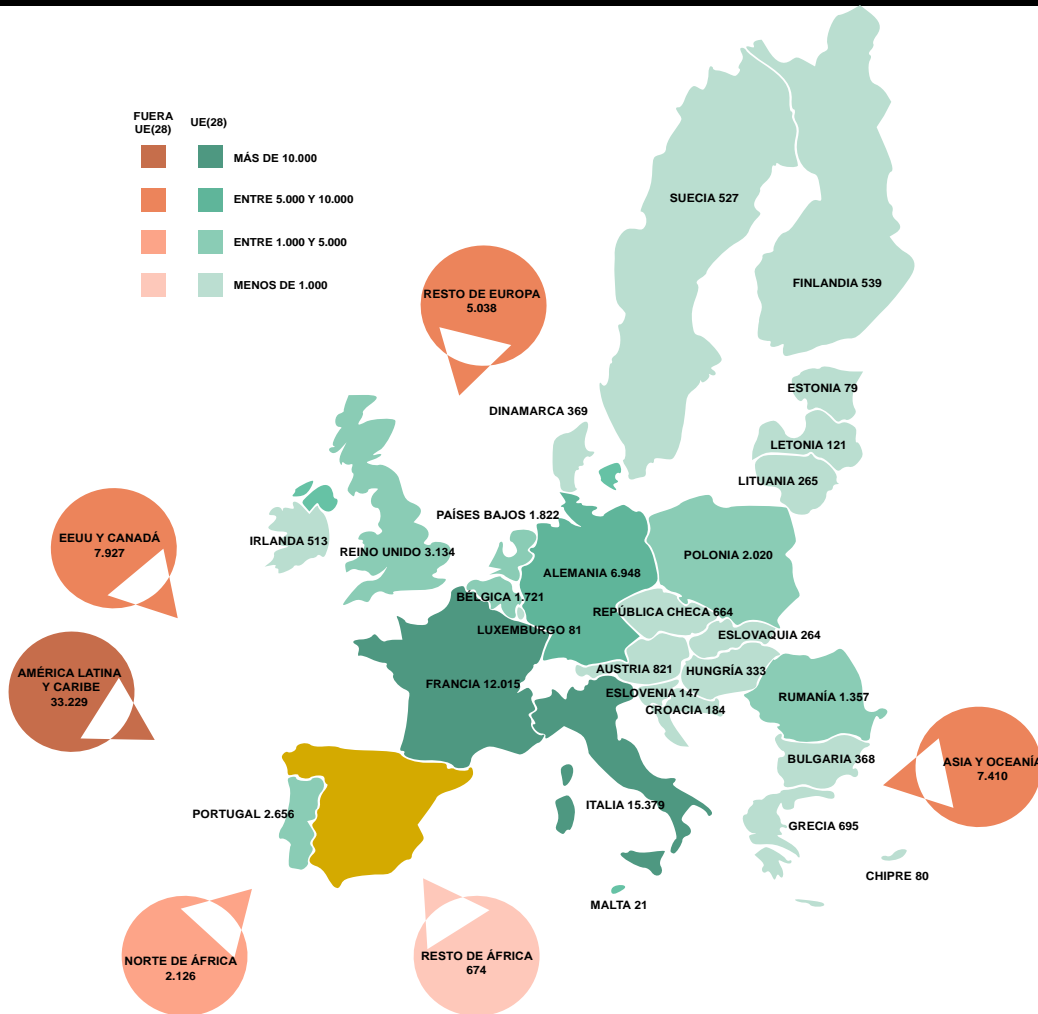 FUERA
UE(28)
UE(28)
MÁS DE 10.000
ENTRE 5.000 Y 10.000
ENTRE 1.000 Y 5.000
MENOS DE 1.000
SUECIA 527
FINLANDIA 539
RESTO DE EUROPA
5.038
ESTONIA 79
DINAMARCA 369
LETONIA 121
LITUANIA 265
PAÍSES BAJOS 1.822
EEUU Y CANADÁ
7.927
IRLANDA 513
REINO UNIDO 3.134
POLONIA 2.020
ALEMANIA 6.948
BÉLGICA 1.721
REPÚBLICA CHECA 664
LUXEMBURGO 81
ESLOVAQUIA 264
AMÉRICA LATINA
Y CARIBE
33.229
AUSTRIA 821
HUNGRÍA 333
FRANCIA 12.015
ESLOVENIA 147
RUMANÍA 1.357
CROACIA 184
BULGARIA 368
ASIA Y OCEANÍA
7.410
ITALIA 15.379
PORTUGAL 2.656
GRECIA 695
CHIPRE 80
MALTA 21
NORTE DE ÁFRICA
2.126
RESTO DE ÁFRICA
674